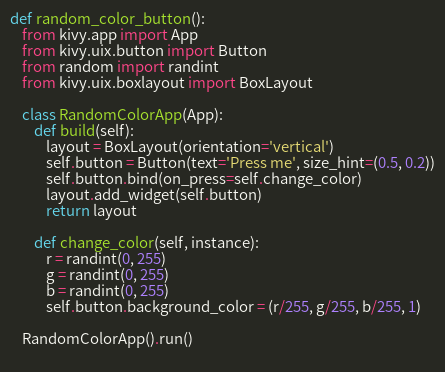 def random_color_button():
from kivy.app import App
from kivy.uix.button import Button
from random import randint
from kivy.uix.boxlayout import BoxLayout
class RandomColorApp(App):
def build(self):
layout = BoxLayout(orientation='vertical')
self.button = Button(text='Press me', size_hint=(0.5, 0.2))
self.button.bind(on_press=self.change_color)
layout.add_widget(self.button)
return layout
def change_color(self, instance):
r = randint(0, 255)
g = randint(0, 255)
b = randint(0, 255)
self.button.background_color = (r/255, g/255, b/255, 1)
RandomColorApp().run()